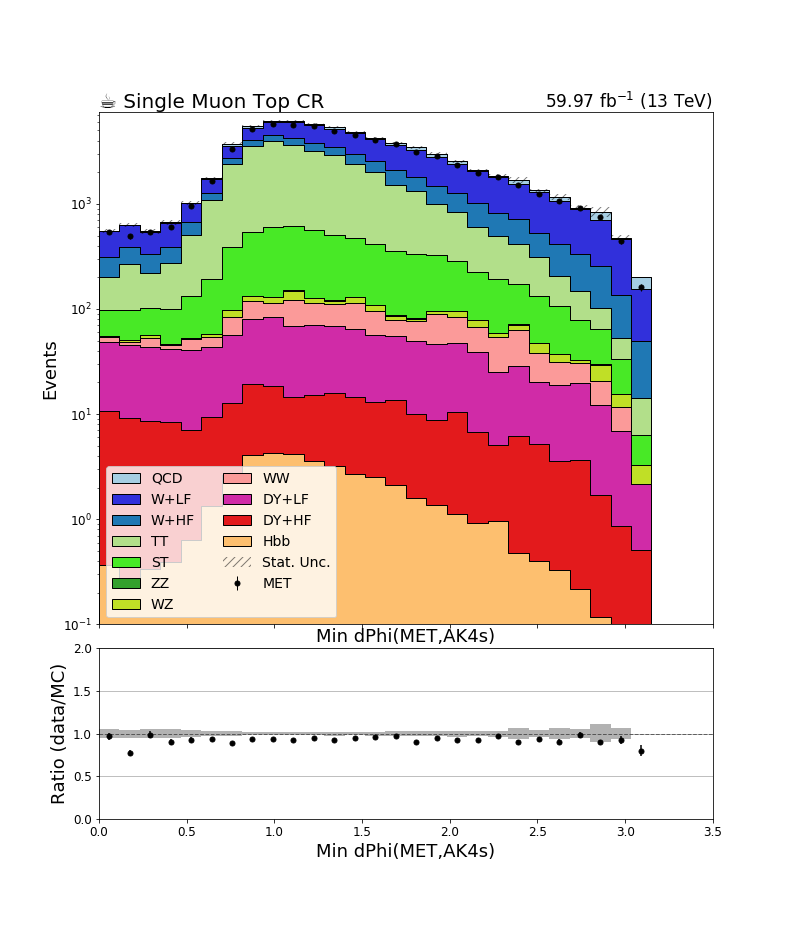 ☕ Single Muon Top CR 59.97 fb⁻¹ (13 TeV)
Events
10³
10²
10¹
10⁰
10⁻¹
QCD WW
W+LF DY+LF
W+HF DY+HF
TT Hbb
ST Stat. Unc.
ZZ MET
WZ
Min dPhi(MET,AK4s)
Ratio (data/MC)
2.0
1.5
1.0
0.5
0.0
0.0 0.5 1.0 1.5 2.0 2.5 3.0 3.5
Min dPhi(MET,AK4s)